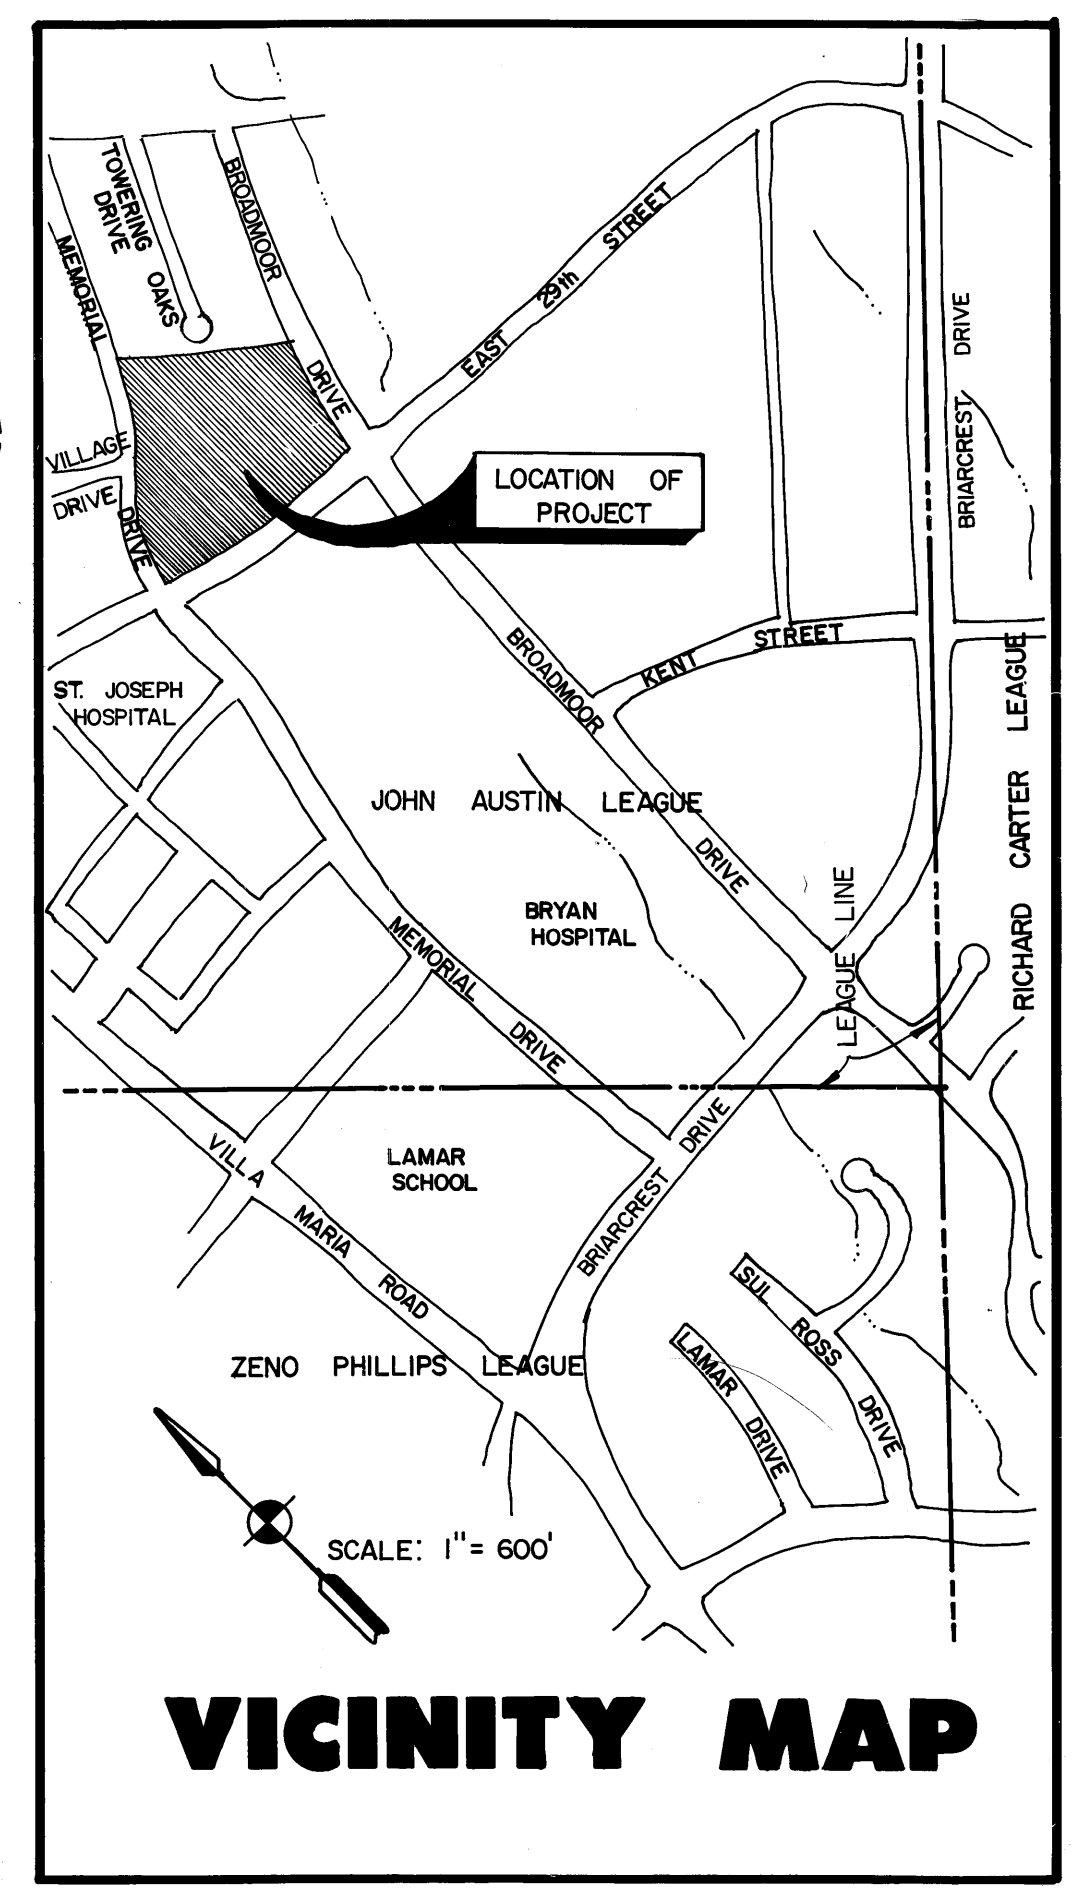 TOWERING OAKS
DRIVE
BROADMOOR DRIVE
MEMORIAL DRIVE
EAST 29th STREET
BRIARCREST DRIVE
VILLAGE
DRIVE
LOCATION OF
PROJECT
BROADMOOR DRIVE
KENT STREET
ST. JOSEPH
HOSPITAL
JOHN AUSTIN LEAGUE
RICHARD CARTER LEAGUE
LEAGUE LINE
BRYAN
HOSPITAL
MEMORIAL DRIVE
BRIARCREST DRIVE
LAMAR
SCHOOL
VILLA MARIA ROAD
SUL ROSS DRIVE
LAMAR DRIVE
ZENO PHILLIPS LEAGUE
SCALE: 1"= 600'
VICINITY MAP